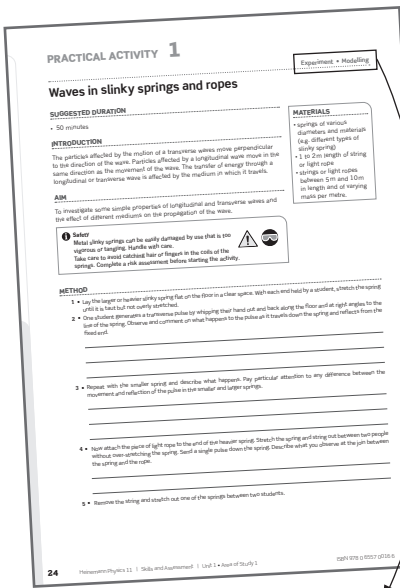 PRACTICAL ACTIVITY 1
Experiment • Modelling
Waves in slinky springs and ropes
SUGGESTED DURATION
• 50 minutes
INTRODUCTION
The particles affected by the motion of a transverse waves move perpendicular
to the direction of the wave. Particles affected by a longitudinal wave move in the
same direction as the movement of the wave. The transfer of energy through a
longitudinal or transverse wave is affected by the medium in which it travels.
AIM
To investigate some simple properties of longitudinal and transverse waves and
the effect of different mediums on the propagation of the wave.
MATERIALS
• springs of various
diameters and materials
(e.g. different types of
slinky spring)
• 1 to 2m length of string
or light rope
• strings or light ropes
between 5m and 10m
in length and of varying
mass per metre.
Safety
Metal slinky springs can be easily damaged by use that is too
vigorous or tangling. Handle with care.
Take care to avoid catching hair or fingers in the coils of the
springs. Complete a risk assessment before starting the activity.
METHOD
1 • Lay the larger or heavier slinky spring flat on the floor in a clear space. With each end held by a student, stretch the spring
until it is taut but not overly stretched.
2 • One student generates a transverse pulse by whipping their hand out and back along the floor and at right angles to the
line of the spring. Observe and comment on what happens to the pulse as it travels down the spring and reflects from the
fixed end.
3 • Repeat with the smaller spring and describe what happens. Pay particular attention to any difference between the
movement and reflection of the pulse in the smaller and larger springs.
4 • Now attach the piece of light rope to the end of the heavier spring. Stretch the spring and string out between two people
without over-stretching the spring. Send a single pulse down the spring. Describe what you observe at the join between
the spring and the rope.
5 • Remove the string and stretch out one of the springs between two students.
24 Heinemann Physics 11 | Skills and Assessment | Unit 1 • Area of Study 1
ISBN 978 0 6557 0018 6